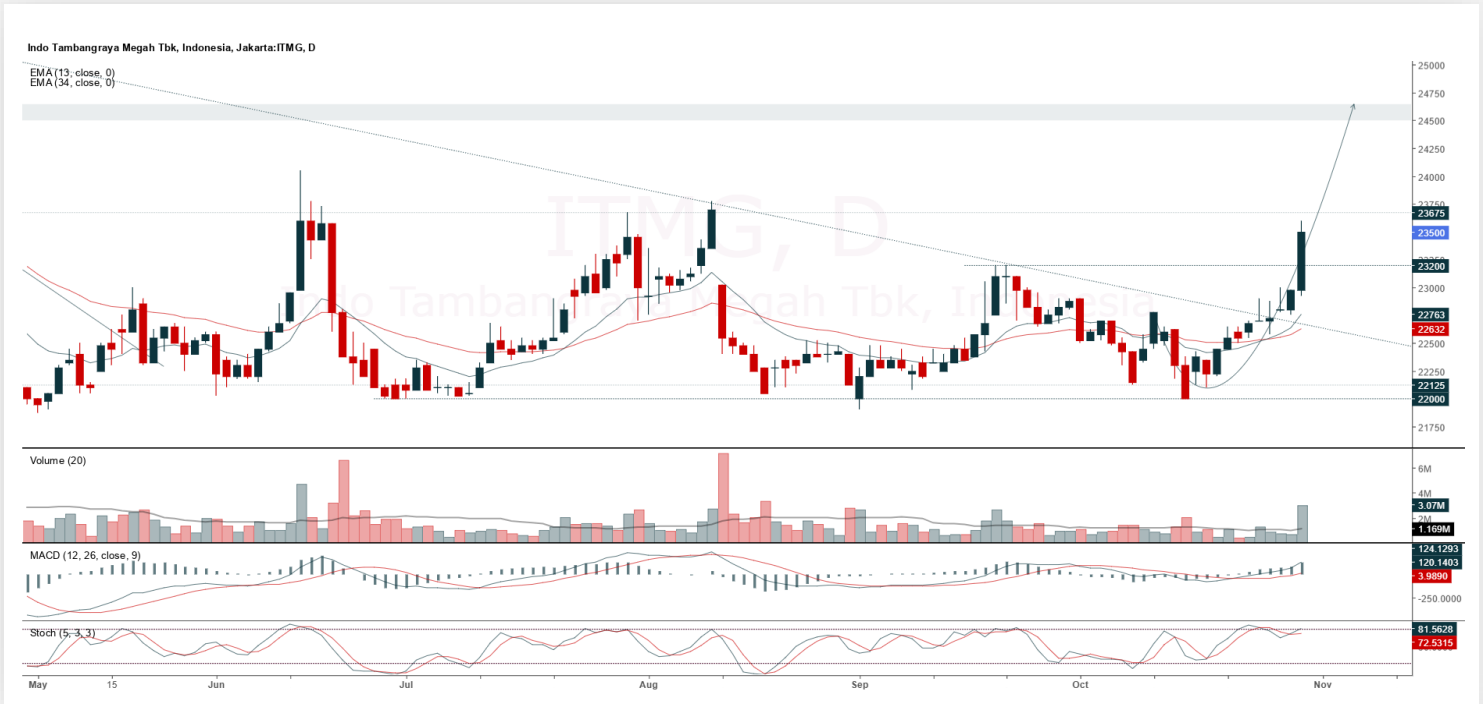 Indo Tambangraya Megah Tbk, Indonesia, Jakarta:ITMG, D
EMA (13, close, 0)
EMA (34, close, 0)
ITMG, D
Indo Tambangraya Megah Tbk, Indonesia
25000
24750
24500
24250
24000
23750
23675
23500
23200
23000
22763
22632
22500
22250
22125
22000
21750
Volume (20)
6M
4M
3.07M
2M
1.169M
MACD (12, 26, close, 9)
124.1293
120.1403
3.9890
-250.0000
Stoch (5, 3, 3)
81.5628
72.5315
May 15 Jun Jul Aug Sep Oct Nov